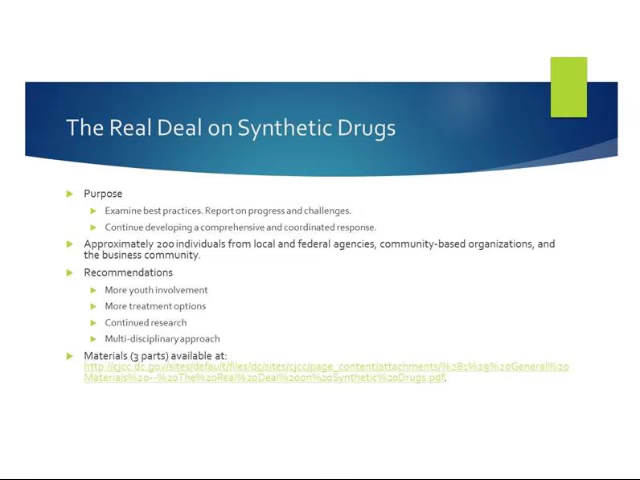 The Real Deal on Synthetic Drugs
Purpose
Examine best practices. Report on progress and challenges.
Continue developing a comprehensive and coordinated response.
Approximately 200 individuals from local and federal agencies, community-based organizations, and
the business community.
Recommendations
More youth involvement
More treatment options
Continued research
Multi-disciplinary approach
Materials (3 parts) available at:
http://cjcc.dc.gov/sites/default/files/dc/sites/cjcc/page_content/attachments/%281%29%20General%20
Materials%20--%20The%20Real%20Deal%20on%20Synthetic%20Drugs.pdf.